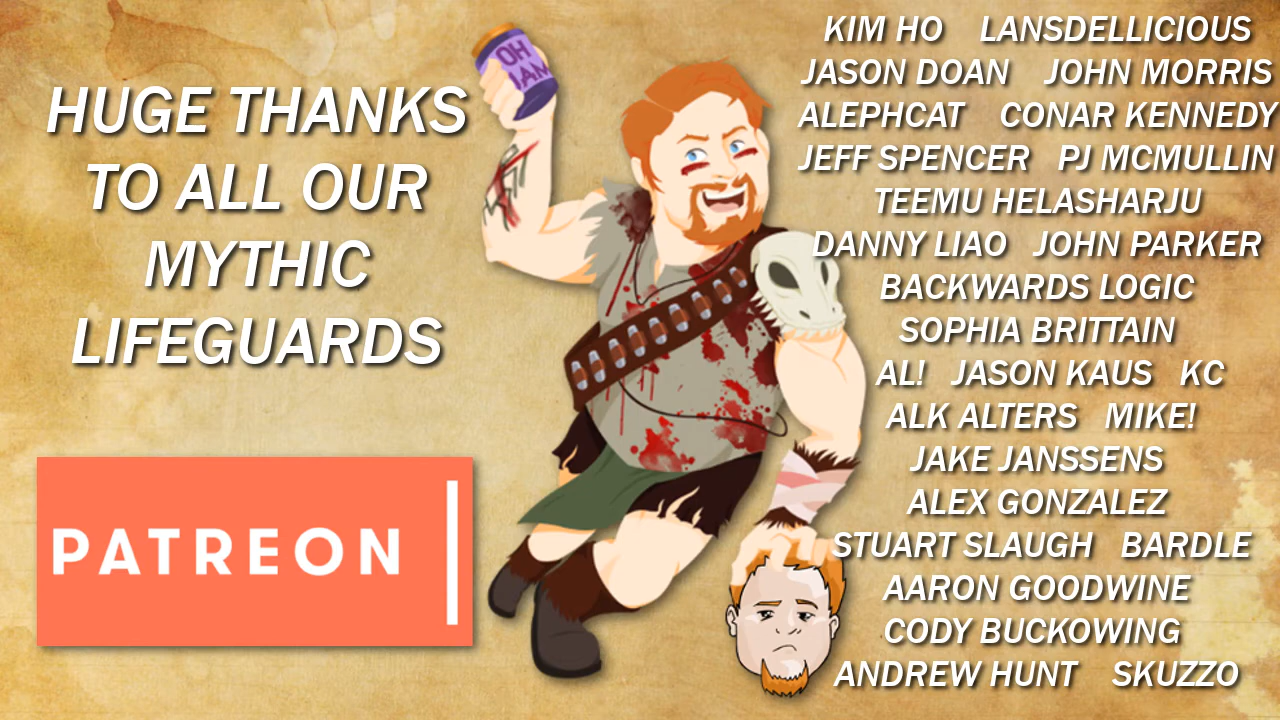 HUGE THANKS
TO ALL OUR
MYTHIC
LIFEGUARDS
PATREON
OH
KIM HO LANSDELLICIOUS
JASON DOAN JOHN MORRIS
ALEPHCAT CONAR KENNEDY
JEFF SPENCER PJ MCMULLIN
TEEMU HELASHARJU
DANNY LIAO JOHN PARKER
BACKWARDS LOGIC
SOPHIA BRITTAIN
AL! JASON KAUS KC
ALK ALTERS MIKE!
JAKE JANSSENS
ALEX GONZALEZ
STUART SLAUGH BARDLE
AARON GOODWINE
CODY BUCKOWING
ANDREW HUNT SKUZZO